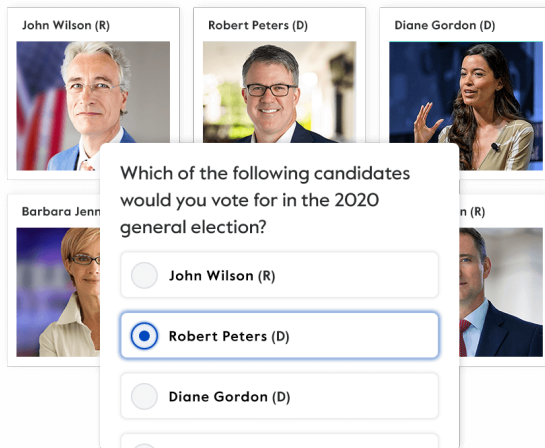 John Wilson (R)
Robert Peters (D)
Diane Gordon (D)
Barbara Jenn
n (R)
Which of the following candidates
would you vote for in the 2020
general election?
John Wilson (R)
Robert Peters (D)
Diane Gordon (D)